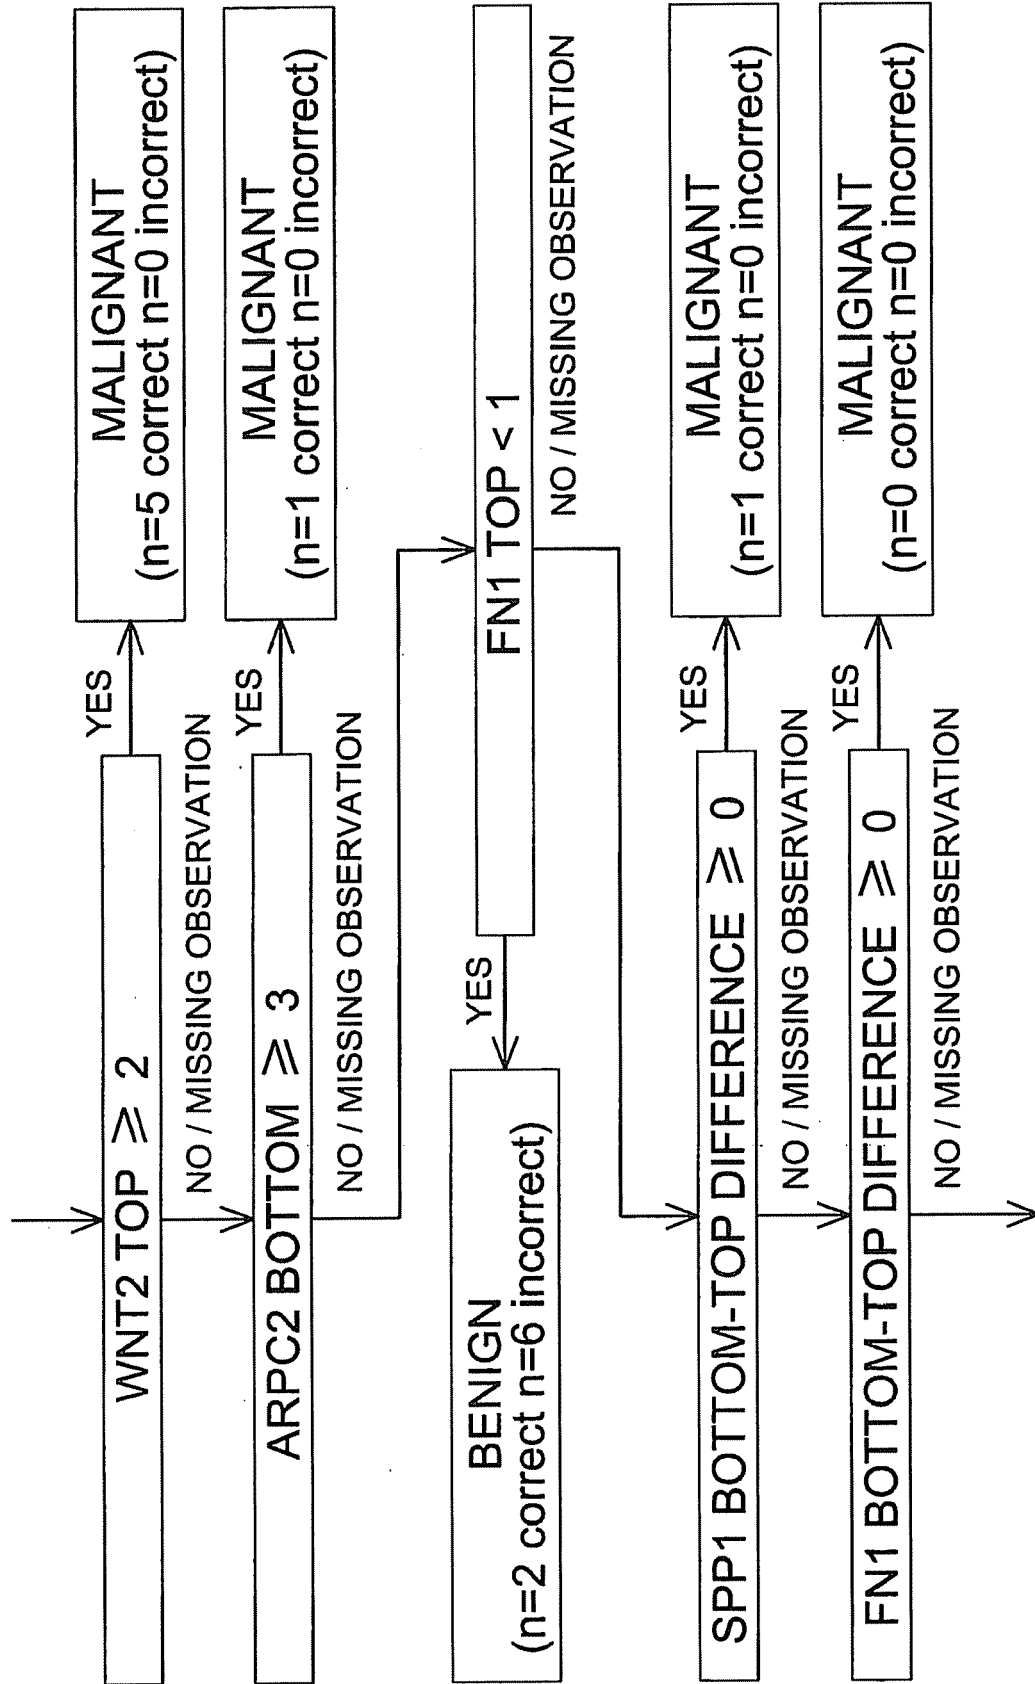 WNT2 TOP ⩾ 2
YES
MALIGNANT
(n=5 correct n=0 incorrect)
NO / MISSING OBSERVATION
ARPC2 BOTTOM ⩾ 3
YES
MALIGNANT
(n=1 correct n=0 incorrect)
NO / MISSING OBSERVATION
FN1 TOP < 1
YES
BENIGN
(n=2 correct n=6 incorrect)
NO / MISSING OBSERVATION
SPP1 BOTTOM-TOP DIFFERENCE ⩾ 0
YES
MALIGNANT
(n=1 correct n=0 incorrect)
NO / MISSING OBSERVATION
FN1 BOTTOM-TOP DIFFERENCE ⩾ 0
YES
MALIGNANT
(n=0 correct n=0 incorrect)
NO / MISSING OBSERVATION